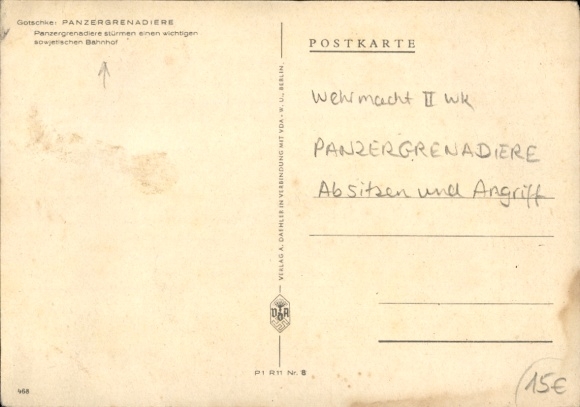 Gotschke: PANZERGRENADIERE
Panzergrenadiere stürmen einen wichtigen
sowjetischen Bahnhof
POSTKARTE
Wehrmacht II WK
PANZERGRENADIERE
Absitzen und Angriff
VERLAG A. DAEHLER IN VERBINDUNG MIT VDA - W. U., BERLIN
VDA
P1 R11 Nr. 8
468
15€